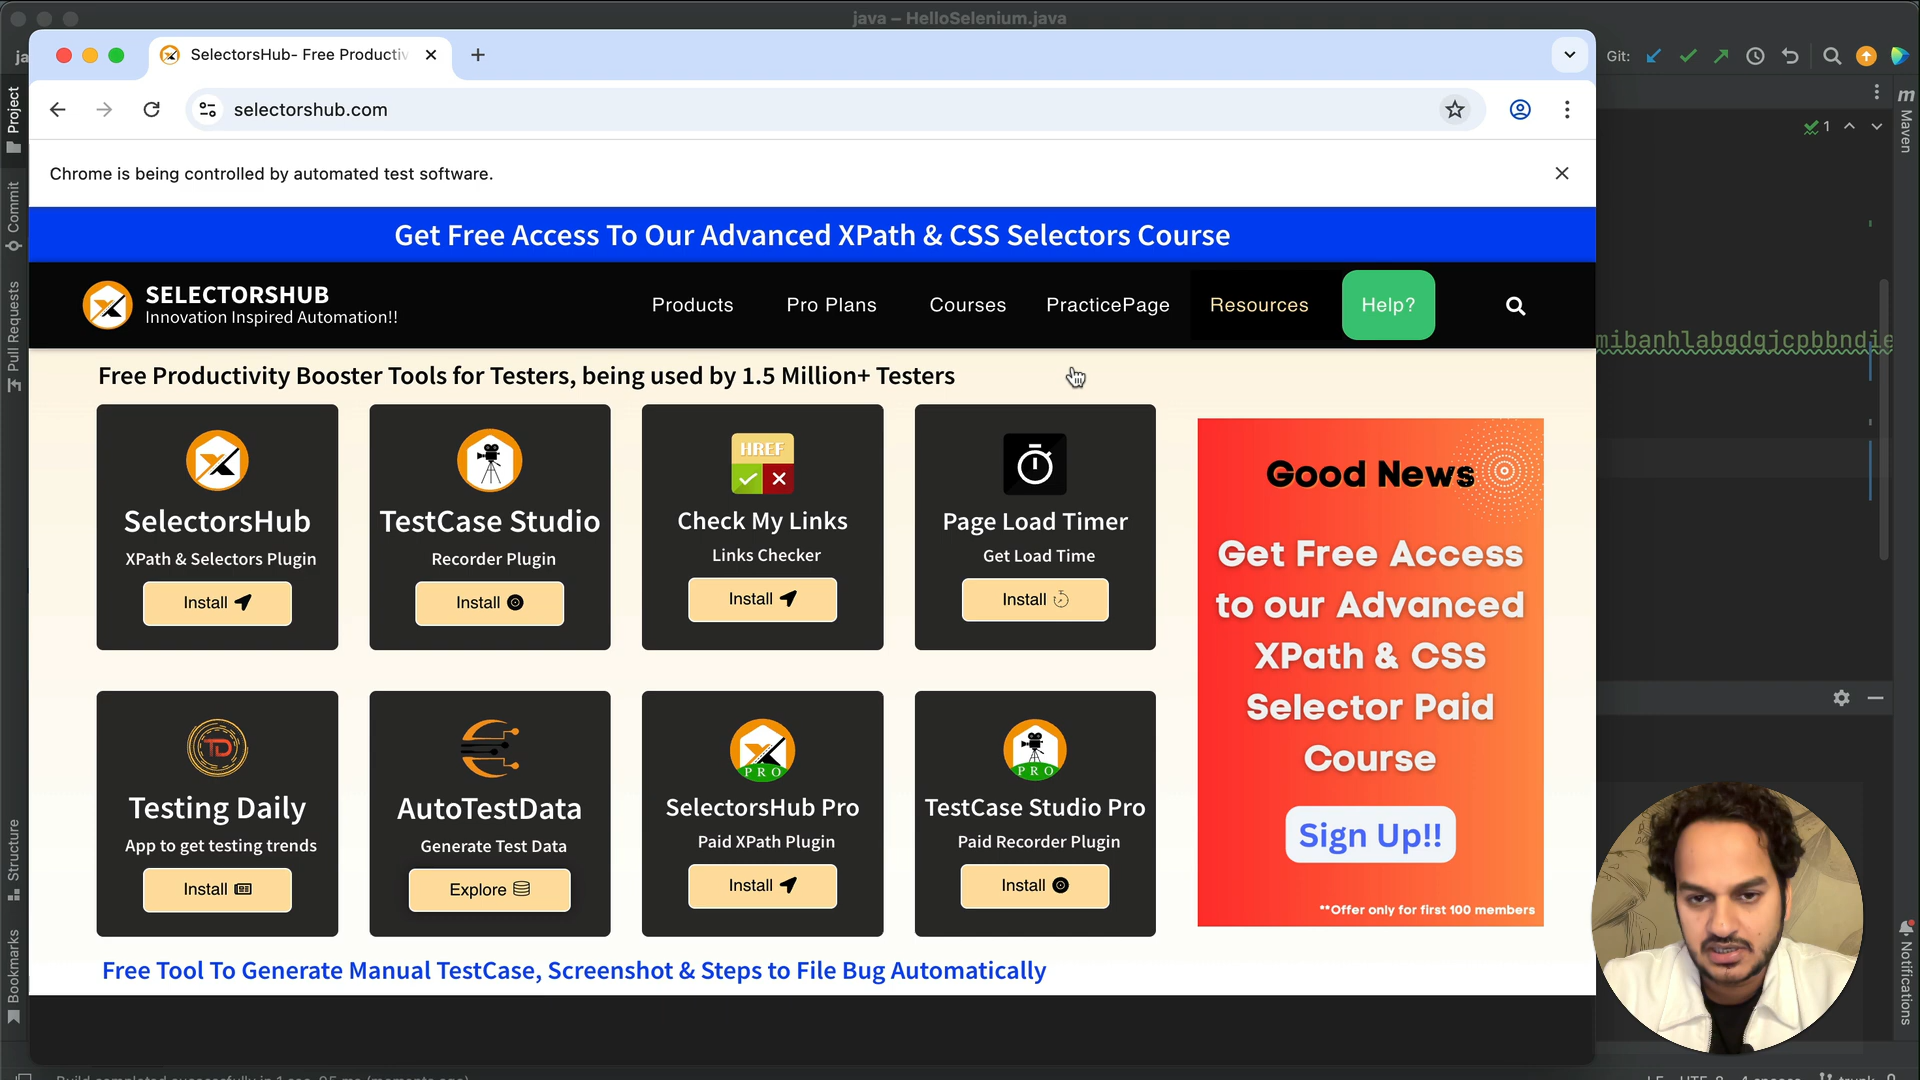 java – HelloSelenium.java
ja
Git:
SelectorsHub- Free Productiv
selectorshub.com
Chrome is being controlled by automated test software.
1
Project
Commit
Pull Requests
Structure
Bookmarks
m
Maven
Notifications
Get Free Access To Our Advanced XPath & CSS Selectors Course
SELECTORSHUB
Innovation Inspired Automation!!
Products
Pro Plans
Courses
PracticePage
Resources
Help?
mibanhlabgdgjcpbbndie
Free Productivity Booster Tools for Testers, being used by 1.5 Million+ Testers
SelectorsHub
XPath & Selectors Plugin
Install
TestCase Studio
Recorder Plugin
Install
HREF
Check My Links
Links Checker
Install
Page Load Timer
Get Load Time
Install
TD
Testing Daily
App to get testing trends
Install
AutoTestData
Generate Test Data
Explore
PRO
SelectorsHub Pro
Paid XPath Plugin
Install
PRO
TestCase Studio Pro
Paid Recorder Plugin
Install
Good News
Get Free Access
to our Advanced
XPath & CSS
Selector Paid
Course
Sign Up!!
**Offer only for first 100 members
Free Tool To Generate Manual TestCase, Screenshot & Steps to File Bug Automatically